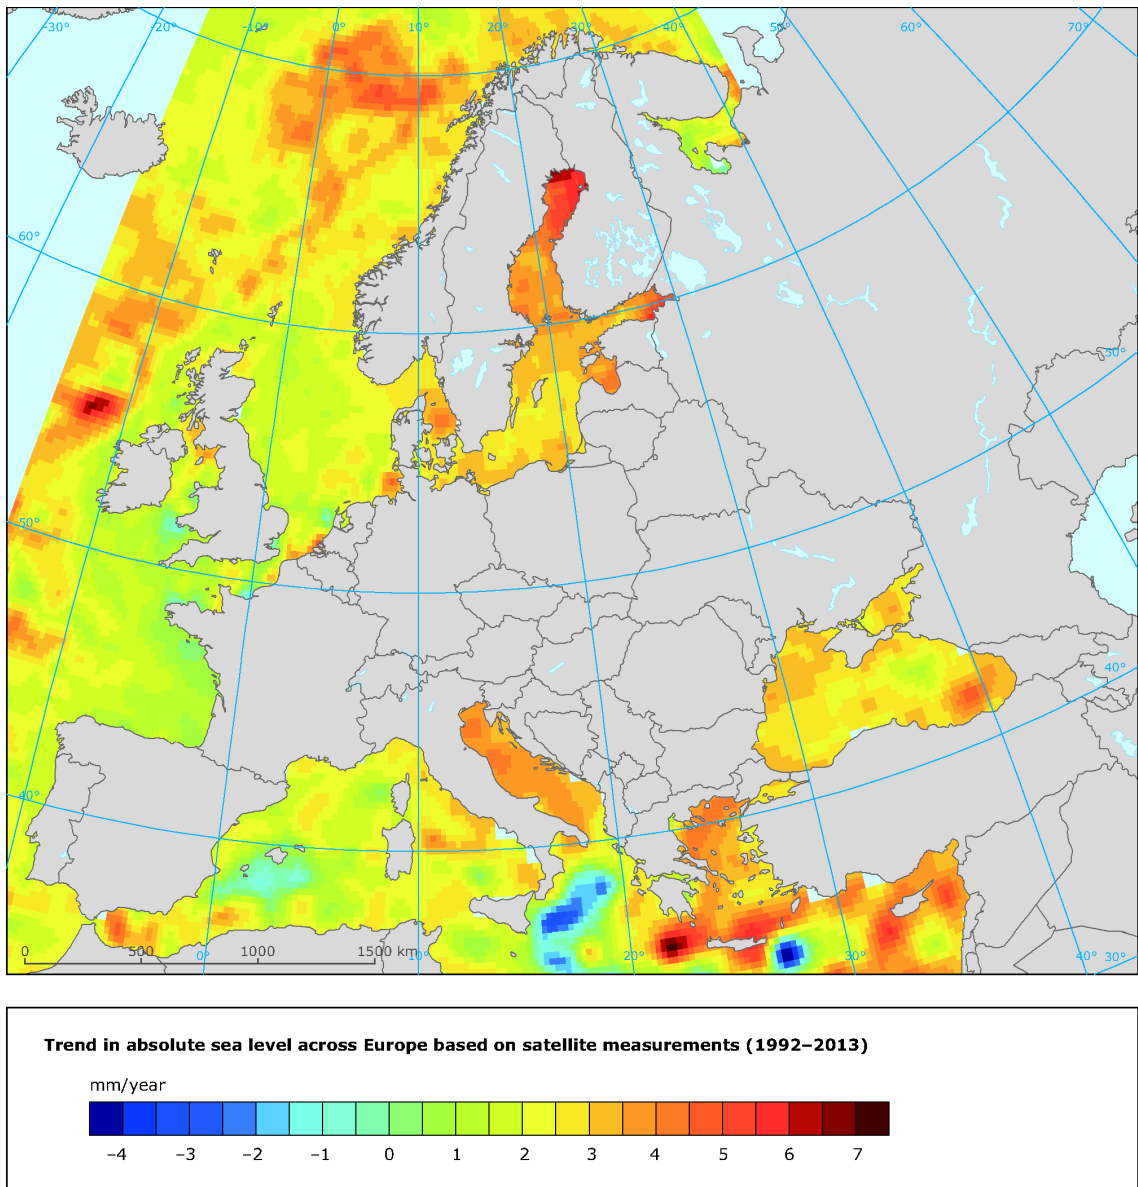 -30° -20° -10° 0° 10° 20° 30° 40° 50° 60° 70°
60°
60°
50°
50°
40°
40°
0 500 1000 1500 km
0° 10° 20° 30° 40° 30°
Trend in absolute sea level across Europe based on satellite measurements (1992–2013)
mm/year
–4 –3 –2 –1 0 1 2 3 4 5 6 7